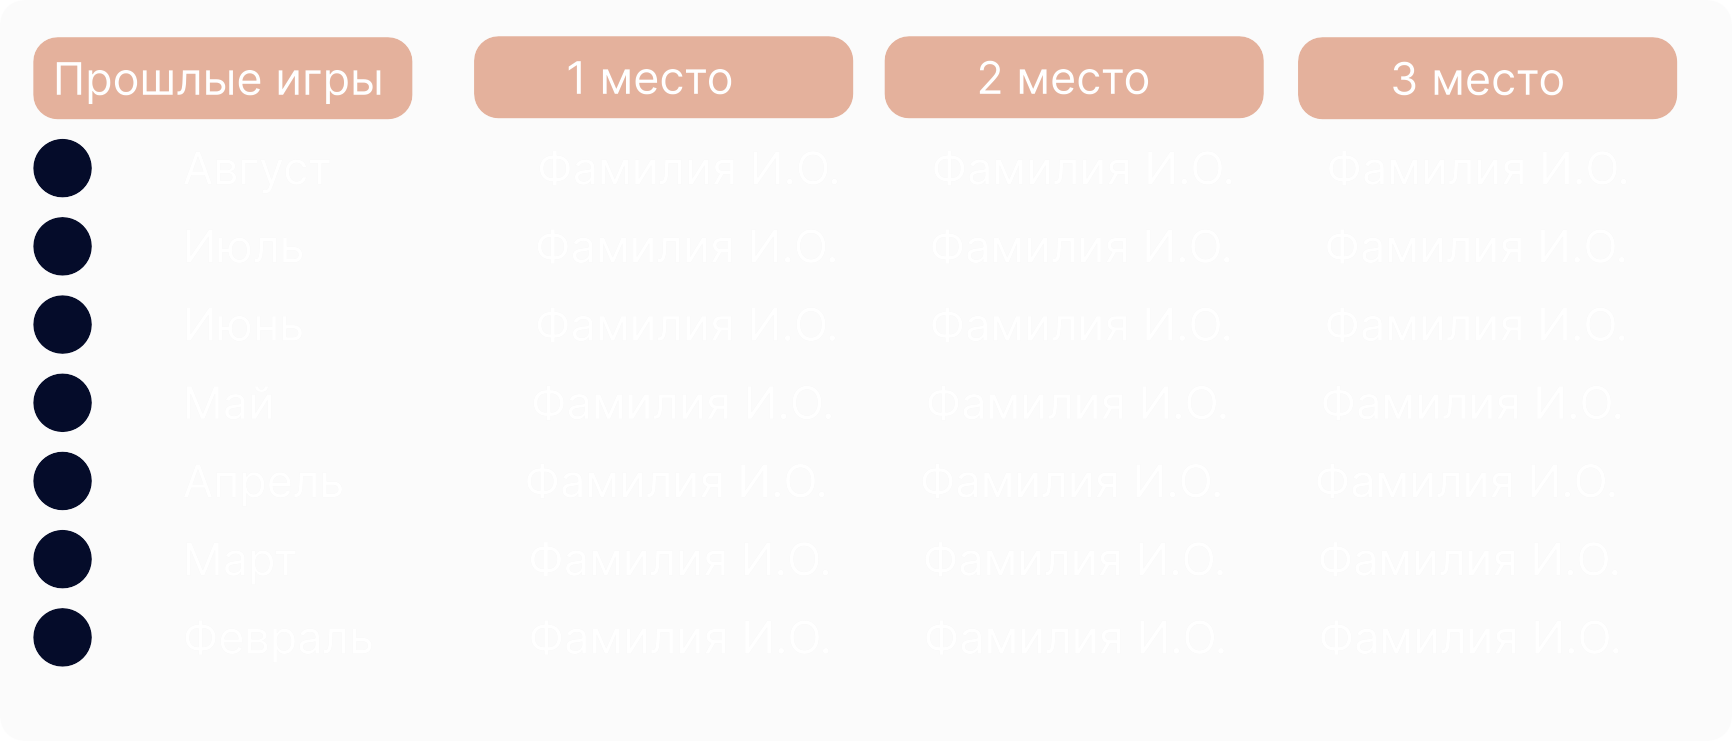 Прошлые игры 1 место 2 место 3 место
Август Фамилия И.О. Фамилия И.О. Фамилия И.О.
Июль Фамилия И.О. Фамилия И.О. Фамилия И.О.
Июнь Фамилия И.О. Фамилия И.О. Фамилия И.О.
Май Фамилия И.О. Фамилия И.О. Фамилия И.О.
Апрель Фамилия И.О. Фамилия И.О. Фамилия И.О.
Март Фамилия И.О. Фамилия И.О. Фамилия И.О.
Февраль Фамилия И.О. Фамилия И.О. Фамилия И.О.